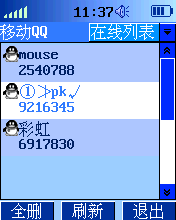 11:37
移动QQ 在线列表
mouse
2540788
①≯pk√
9216345
彩虹
6917830
全删 刷新 退出